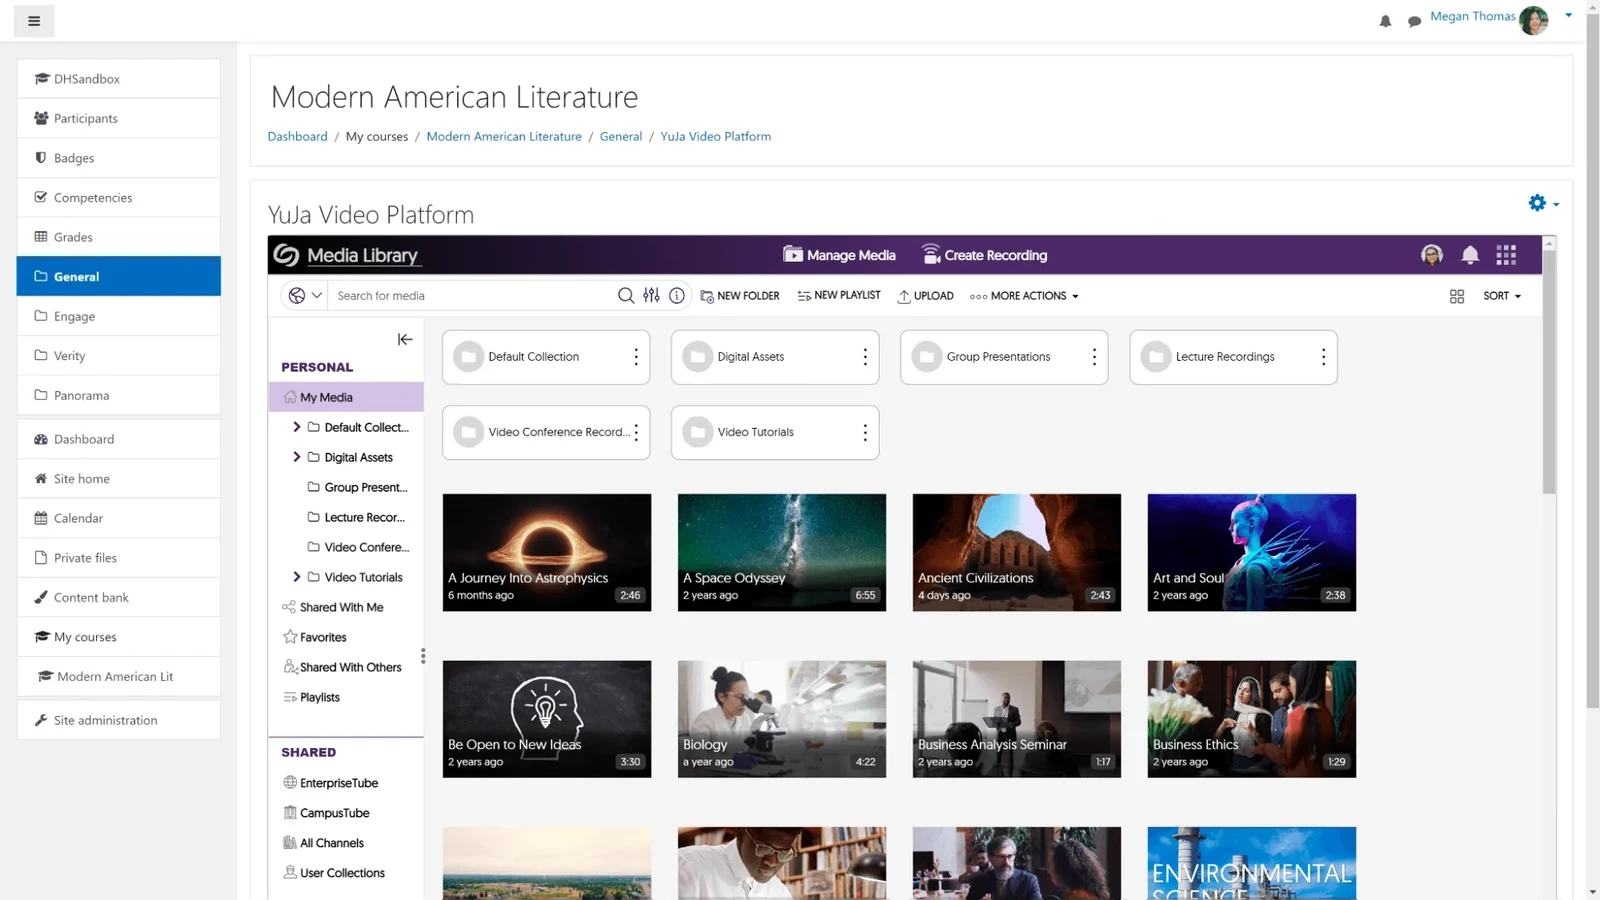 Megan Thomas
DHSandbox
Participants
Badges
Competencies
Grades
General
Engage
Verity
Panorama
Dashboard
Site home
Calendar
Private files
Content bank
My courses
Modern American Lit
Site administration
Modern American Literature
Dashboard / My courses / Modern American Literature / General / YuJa Video Platform
YuJa Video Platform
Media Library
Manage Media
Create Recording
Search for media
NEW FOLDER
NEW PLAYLIST
UPLOAD
MORE ACTIONS
SORT
PERSONAL
My Media
Default Collect...
Digital Assets
Group Present...
Lecture Recor...
Video Confere...
Video Tutorials
Shared With Me
Favorites
Shared With Others
Playlists
SHARED
EnterpriseTube
CampusTube
All Channels
User Collections
Default Collection
Digital Assets
Group Presentations
Lecture Recordings
Video Conference Record...
Video Tutorials
A Journey Into Astrophysics
6 months ago
2:46
A Space Odyssey
2 years ago
6:55
Ancient Civilizations
4 days ago
2:43
Art and Soul
2 years ago
2:38
Be Open to New Ideas
2 years ago
3:30
Biology
a year ago
4:22
Business Analysis Seminar
2 years ago
1:17
Business Ethics
2 years ago
1:29
ENVIRONMENTAL
SCIENCE